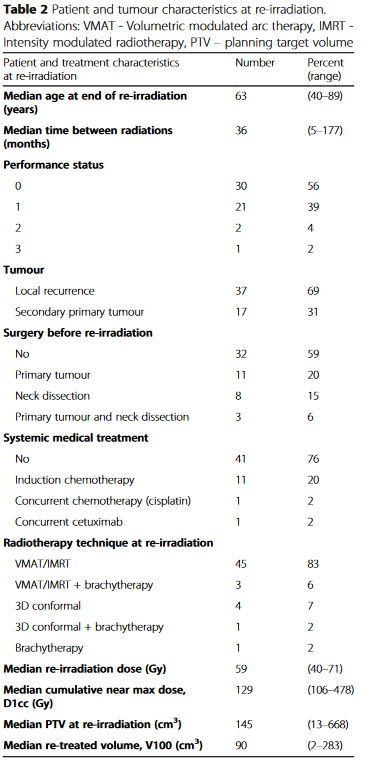 Table 2 Patient and tumour characteristics at re-irradiation.
Abbreviations: VMAT - Volumetric modulated arc therapy, IMRT -
Intensity modulated radiotherapy, PTV – planning target volume
Patient and treatment characteristics at re-irradiation Number Percent (range)
Median age at end of re-irradiation (years) 63 (40–89)
Median time between radiations (months) 36 (5–177)
Performance status
0 30 56
1 21 39
2 2 4
3 1 2
Tumour
Local recurrence 37 69
Secondary primary tumour 17 31
Surgery before re-irradiation
No 32 59
Primary tumour 11 20
Neck dissection 8 15
Primary tumour and neck dissection 3 6
Systemic medical treatment
No 41 76
Induction chemotherapy 11 20
Concurrent chemotherapy (cisplatin) 1 2
Concurrent cetuximab 1 2
Radiotherapy technique at re-irradiation
VMAT/IMRT 45 83
VMAT/IMRT + brachytherapy 3 6
3D conformal 4 7
3D conformal + brachytherapy 1 2
Brachytherapy 1 2
Median re-irradiation dose (Gy) 59 (40–71)
Median cumulative near max dose, D1cc (Gy) 129 (106–478)
Median PTV at re-irradiation (cm³) 145 (13–668)
Median re-treated volume, V100 (cm³) 90 (2–283)